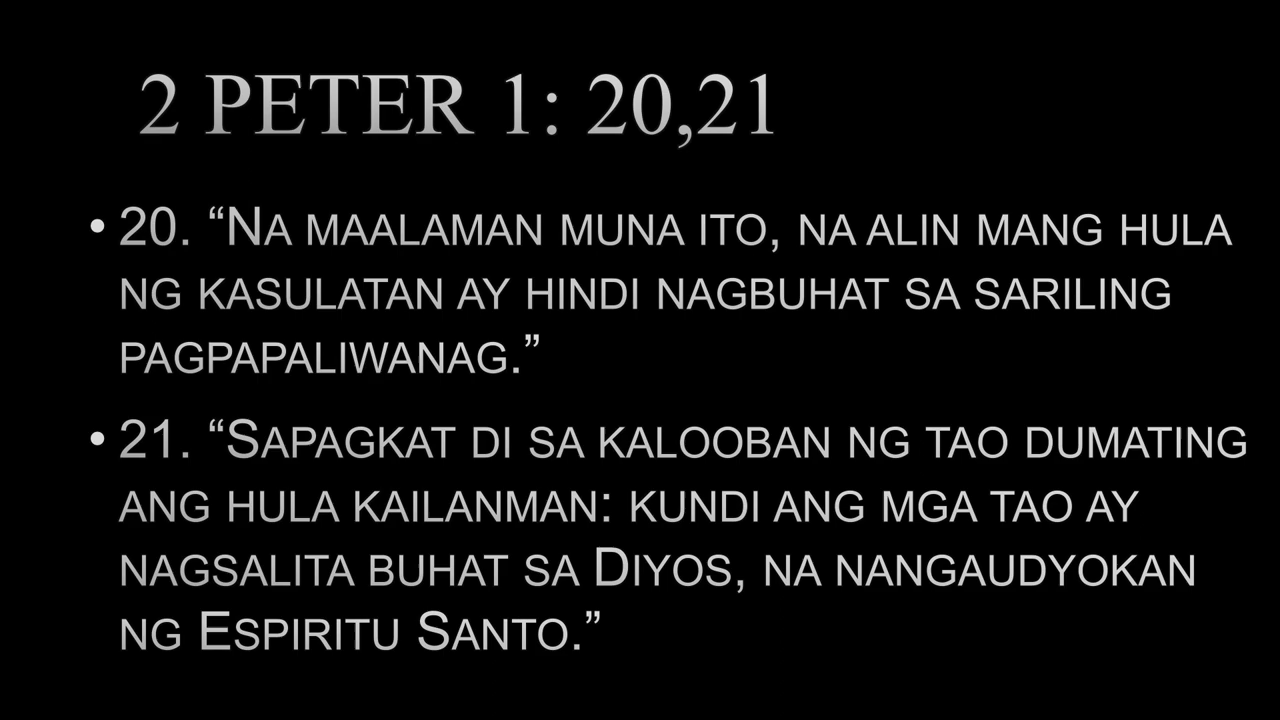 2 PETER 1: 20,21
• 20. “NA MAALAMAN MUNA ITO, NA ALIN MANG HULA
NG KASULATAN AY HINDI NAGBUHAT SA SARILING
PAGPAPALIWANAG.”
• 21. “SAPAGKAT DI SA KALOOBAN NG TAO DUMATING
ANG HULA KAILANMAN: KUNDI ANG MGA TAO AY
NAGSALITA BUHAT SA DIYOS, NA NANGAUDYOKAN
NG ESPIRITU SANTO.”